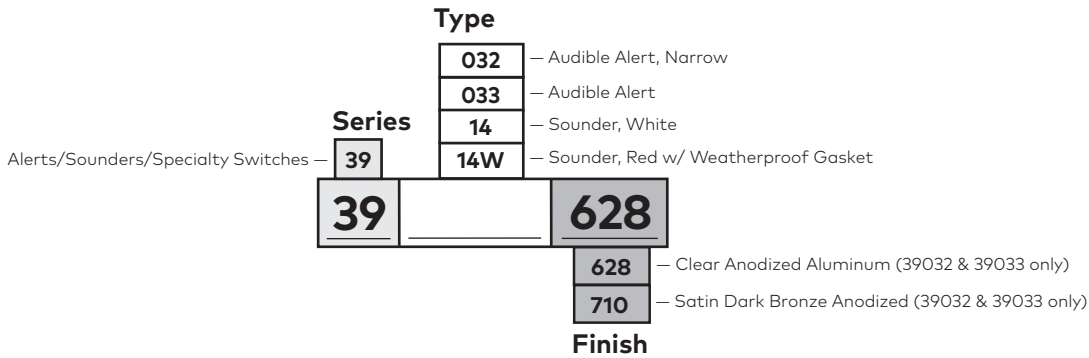 Type
032 — Audible Alert, Narrow
033 — Audible Alert
Series
14 — Sounder, White
Alerts/Sounders/Specialty Switches — 39
14W — Sounder, Red w/ Weatherproof Gasket
39 628
628 — Clear Anodized Aluminum (39032 & 39033 only)
710 — Satin Dark Bronze Anodized (39032 & 39033 only)
Finish